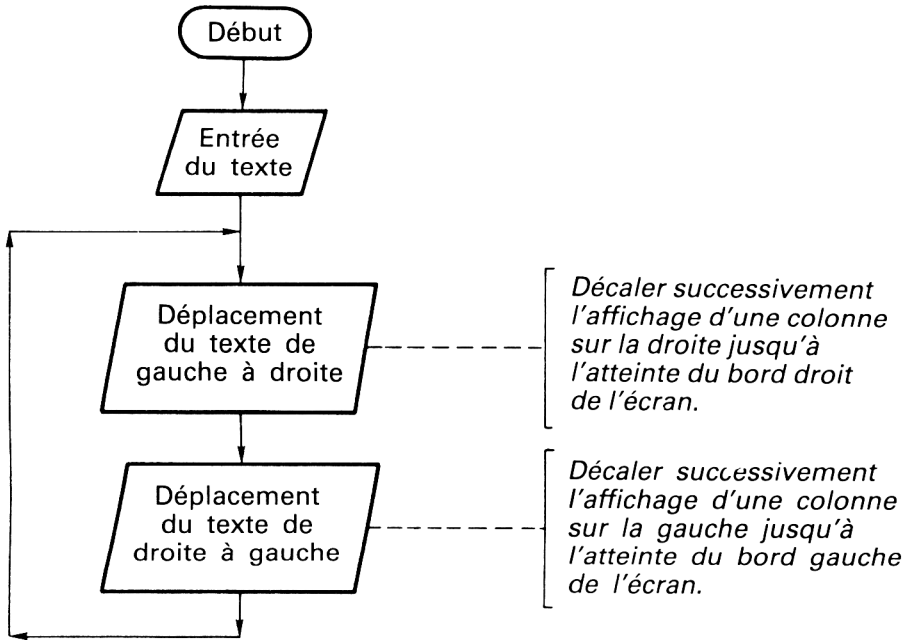 Début
Entrée
du texte
Déplacement
du texte de
gauche à droite
Décaler successivement
l'affichage d'une colonne
sur la droite jusqu'à
l'atteinte du bord droit
de l'écran.
Déplacement
du texte de
droite à gauche
Décaler successivement
l'affichage d'une colonne
sur la gauche jusqu'à
l'atteinte du bord gauche
de l'écran.